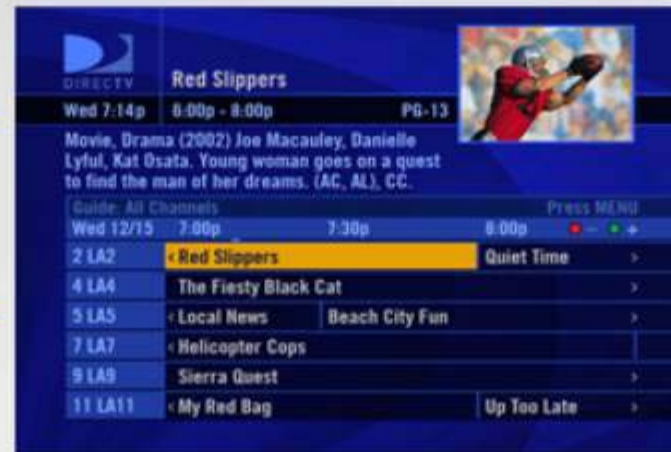 DIRECTV
Red Slippers
Wed 7:14p 6:00p - 8:00p PG-13
Movie, Drama (2002) Joe Macauley, Danielle
Lyful, Kat Osata. Young woman goes on a quest
to find the man of her dreams. (AC, AL), CC.
Guide: All Channels Press MENU
Wed 12/15 7:00p 7:30p 8:00p - +
2 LA2 <Red Slippers Quiet Time >
4 LA4 The Fiesty Black Cat >
5 LA5 <Local News Beach City Fun >
7 LA7 <Helicopter Cops
9 LA9 Sierra Quest >
11 LA11 <My Red Bag Up Too Late >